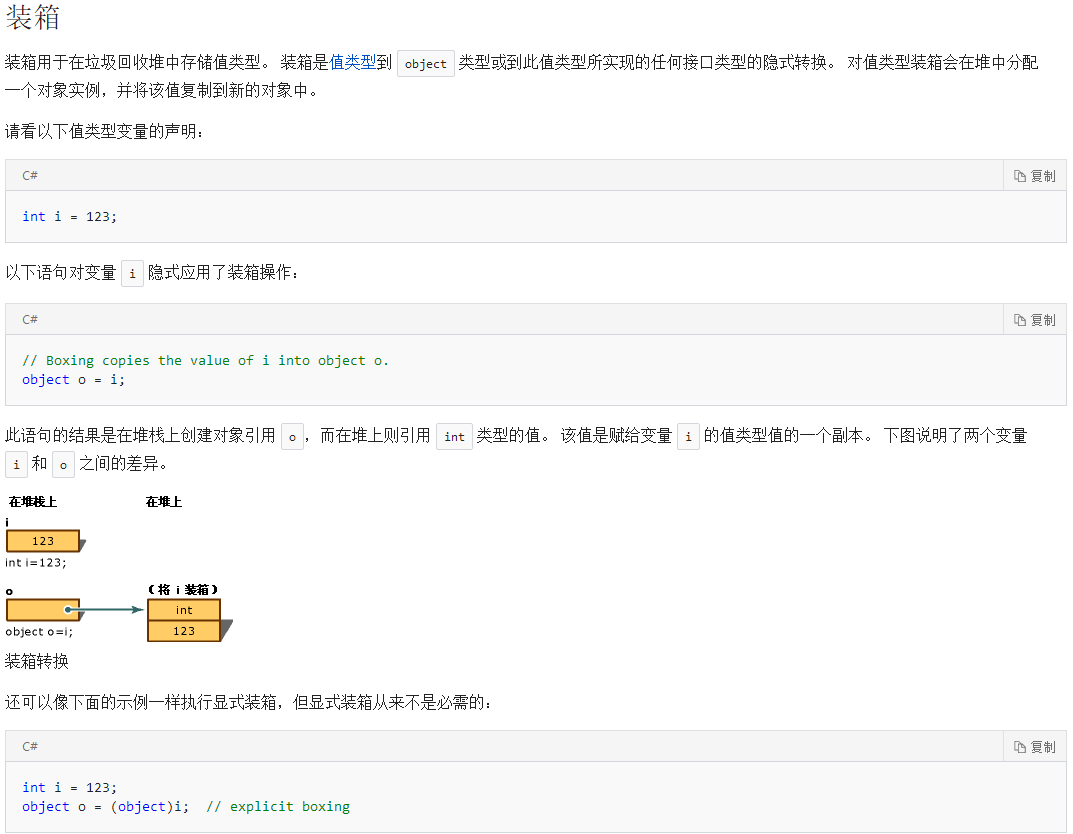 装箱
装箱用于在垃圾回收堆中存储值类型。 装箱是值类型到 object 类型或到此值类型所实现的任何接口类型的隐式转换。 对值类型装箱会在堆中分配
一个对象实例，并将该值复制到新的对象中。
请看以下值类型变量的声明：
C#
复制
int i = 123;
以下语句对变量 i 隐式应用了装箱操作：
C#
复制
// Boxing copies the value of i into object o.
object o = i;
此语句的结果是在堆栈上创建对象引用 o，而在堆上则引用 int 类型的值。 该值是赋给变量 i 的值类型值的一个副本。 下图说明了两个变量
i 和 o 之间的差异。
在堆栈上 在堆上
i
123
int i=123;
o （将 i 装箱）
int
123
object o=i;
装箱转换
还可以像下面的示例一样执行显式装箱，但显式装箱从来不是必需的：
C#
复制
int i = 123;
object o = (object)i;  // explicit boxing